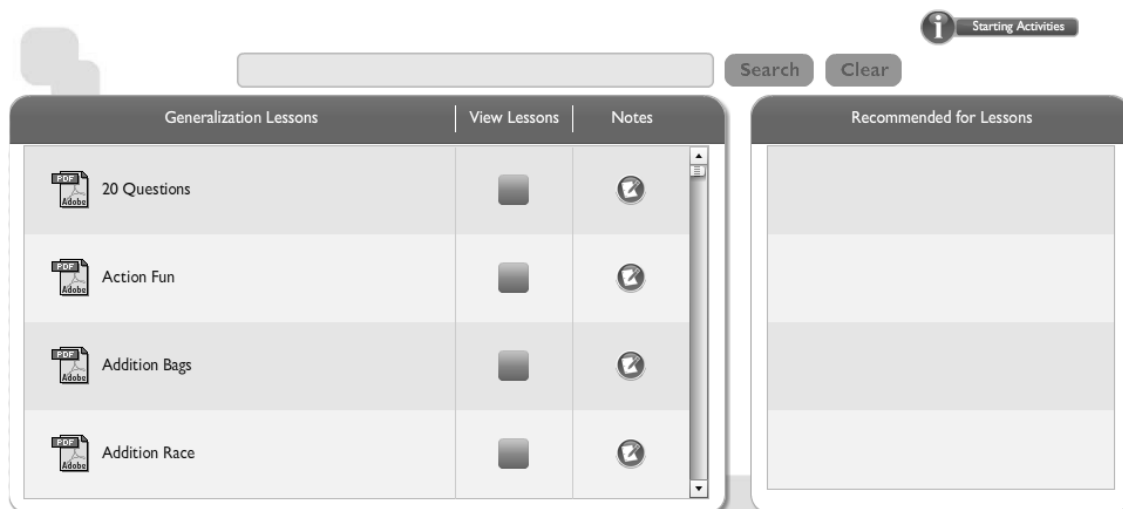 Starting Activities
Search Clear
Generalization Lessons View Lessons Notes Recommended for Lessons
PDF Adobe 20 Questions
PDF Adobe Action Fun
PDF Adobe Addition Bags
PDF Adobe Addition Race